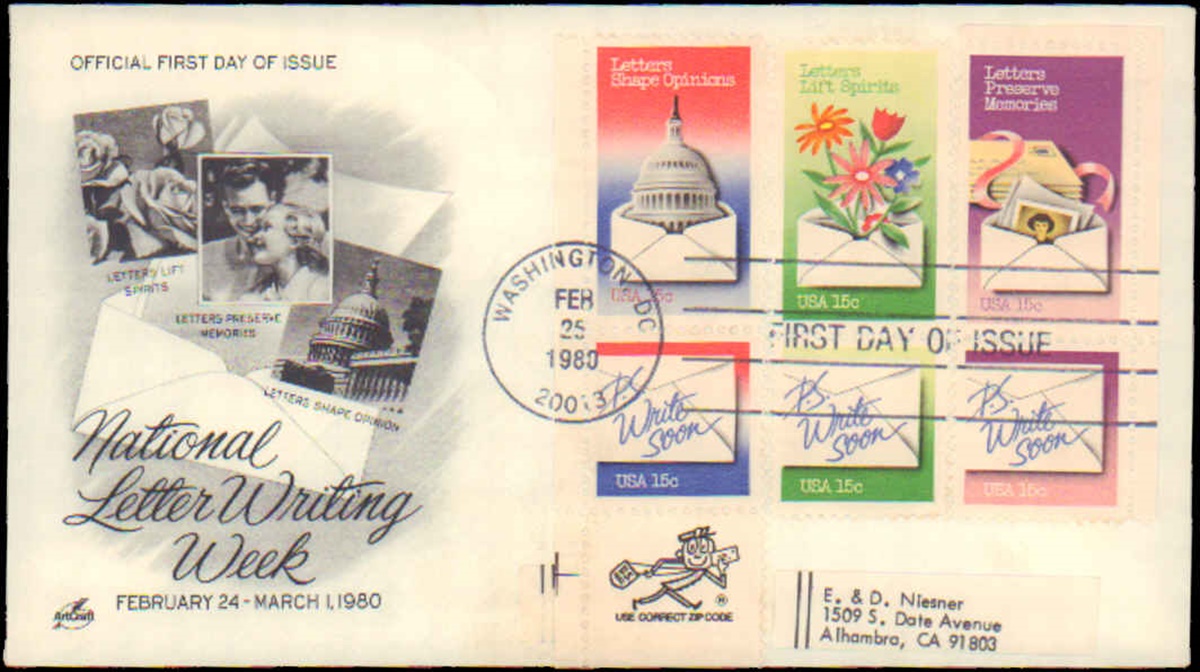 OFFICIAL FIRST DAY OF ISSUE
LETTERS LIFT
SPIRITS
LETTERS PRESERVE
MEMORIES
LETTERS SHAPE OPINION
National
Letter Writing
Week
FEBRUARY 24 - MARCH 1, 1980
ArtCraft
Letters
Shape Opinions
USA 15c
Letters
Lift Spirits
USA 15c
Letters
Preserve
Memories
USA 15c
WASHINGTON, DC
FEB
25
1980
20013
FIRST DAY OF ISSUE
P.S.
Write
Soon
USA 15c
P.S.
Write
Soon
USA 15c
P.S.
Write
Soon
USA 15c
USE CORRECT ZIP CODE
E. & D. Niesner
1509 S. Date Avenue
Alhambra, CA 91803